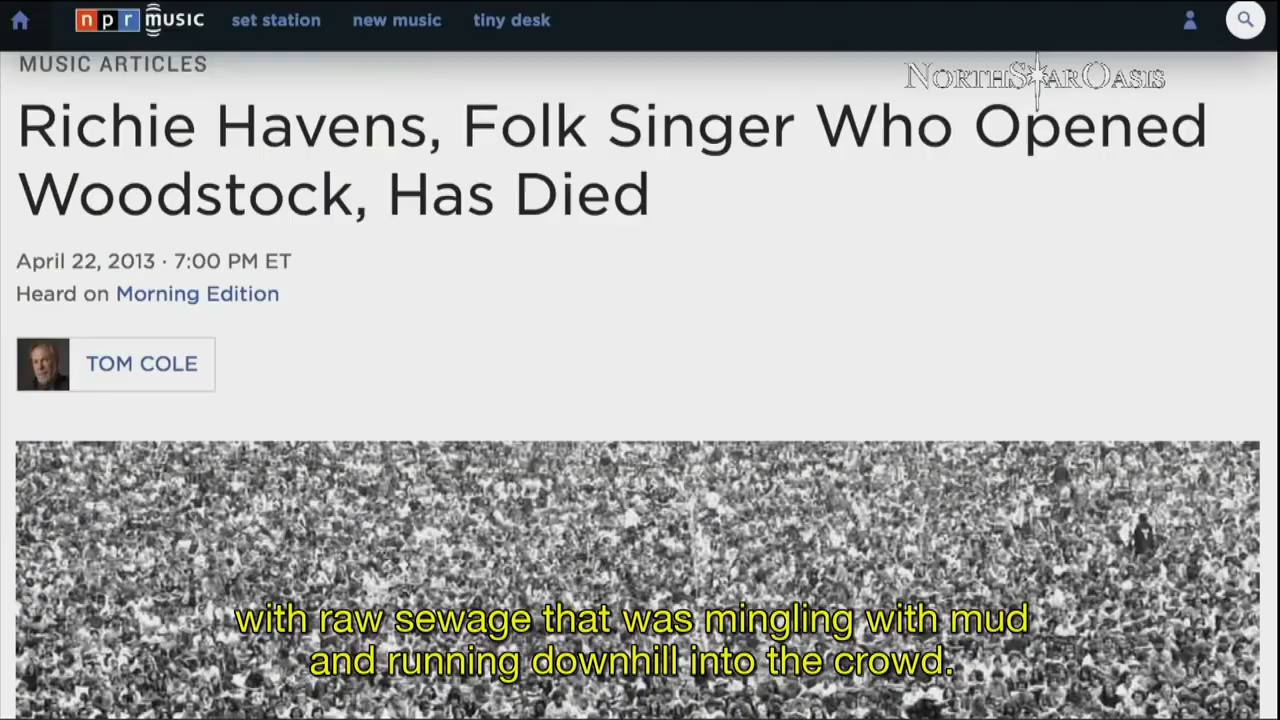 npr music set station new music tiny desk
MUSIC ARTICLES
NORTHSTAROASIS
Richie Havens, Folk Singer Who Opened
Woodstock, Has Died
April 22, 2013 · 7:00 PM ET
Heard on Morning Edition
TOM COLE
with raw sewage that was mingling with mud
and running downhill into the crowd.